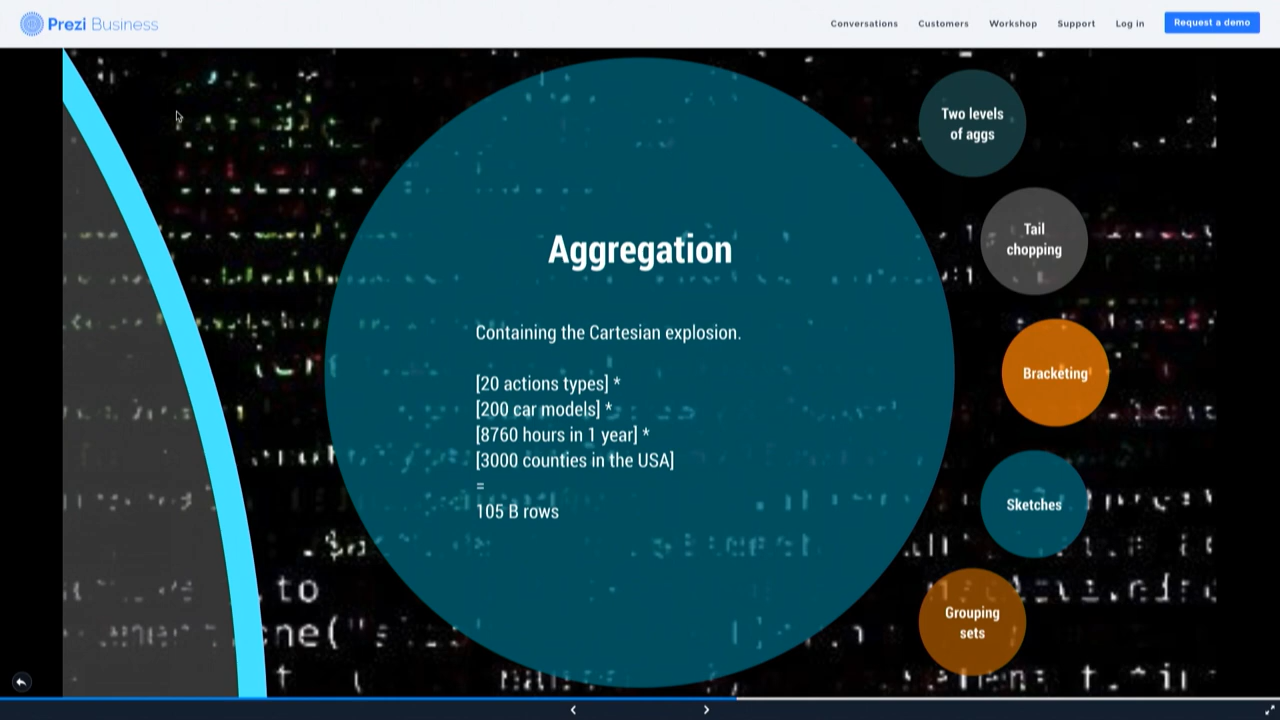 Prezi Business
Conversations Customers Workshop Support Log in Request a demo
Aggregation
Containing the Cartesian explosion.
[20 actions types] *
[200 car models] *
[8760 hours in 1 year] *
[3000 counties in the USA]
=
105 B rows
Two levels
of aggs
Tail
chopping
Bracketing
Sketches
Grouping
sets
to